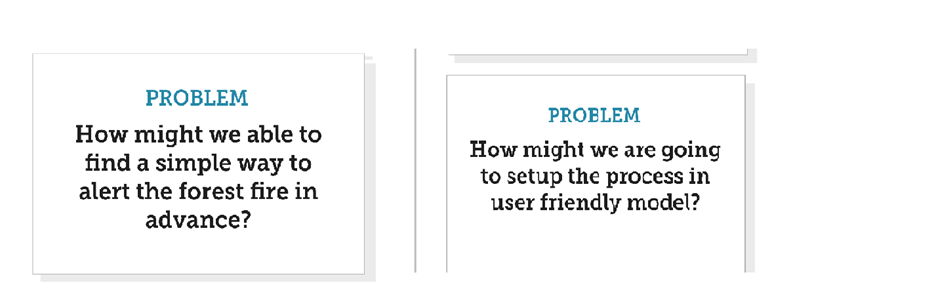 PROBLEM
How might we able to
find a simple way to
alert the forest fire in
advance?
PROBLEM
How might we are going
to setup the process in
user friendly model?